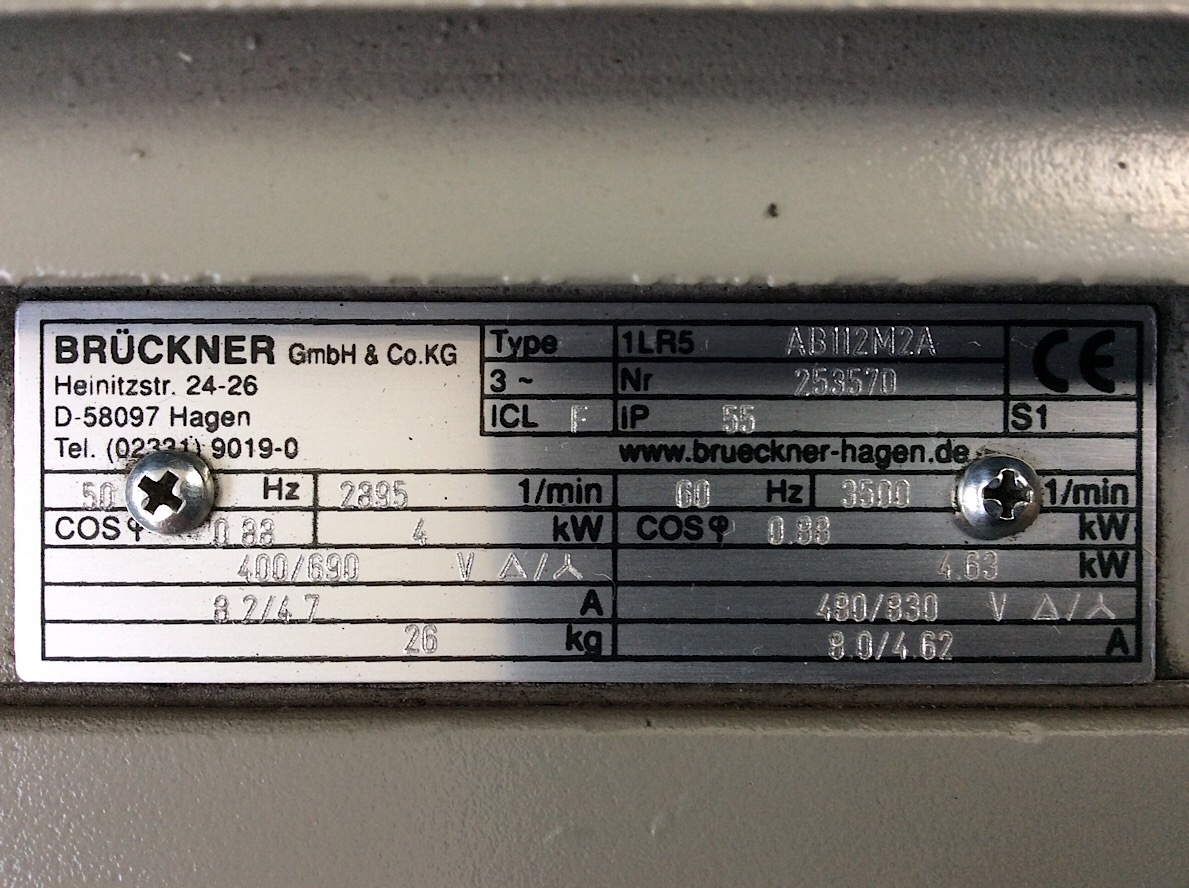 BRÜCKNER GmbH & Co.KG
Heinitzstr. 24-26
D-58097 Hagen
Tel. (02331) 9019-0
Type 1LR5 AB112M2A
3 ~ Nr 253570
ICL F IP 55 S1
CE
www.brueckner-hagen.de
50 Hz 2895 1/min 60 Hz 3500 1/min
COS φ 0.88 4 kW COS φ 0.88 kW
400/690 V △/⅄ 4.63 kW
8.2/4.7 A 480/830 V △/⅄
26 kg 8.0/4.62 A